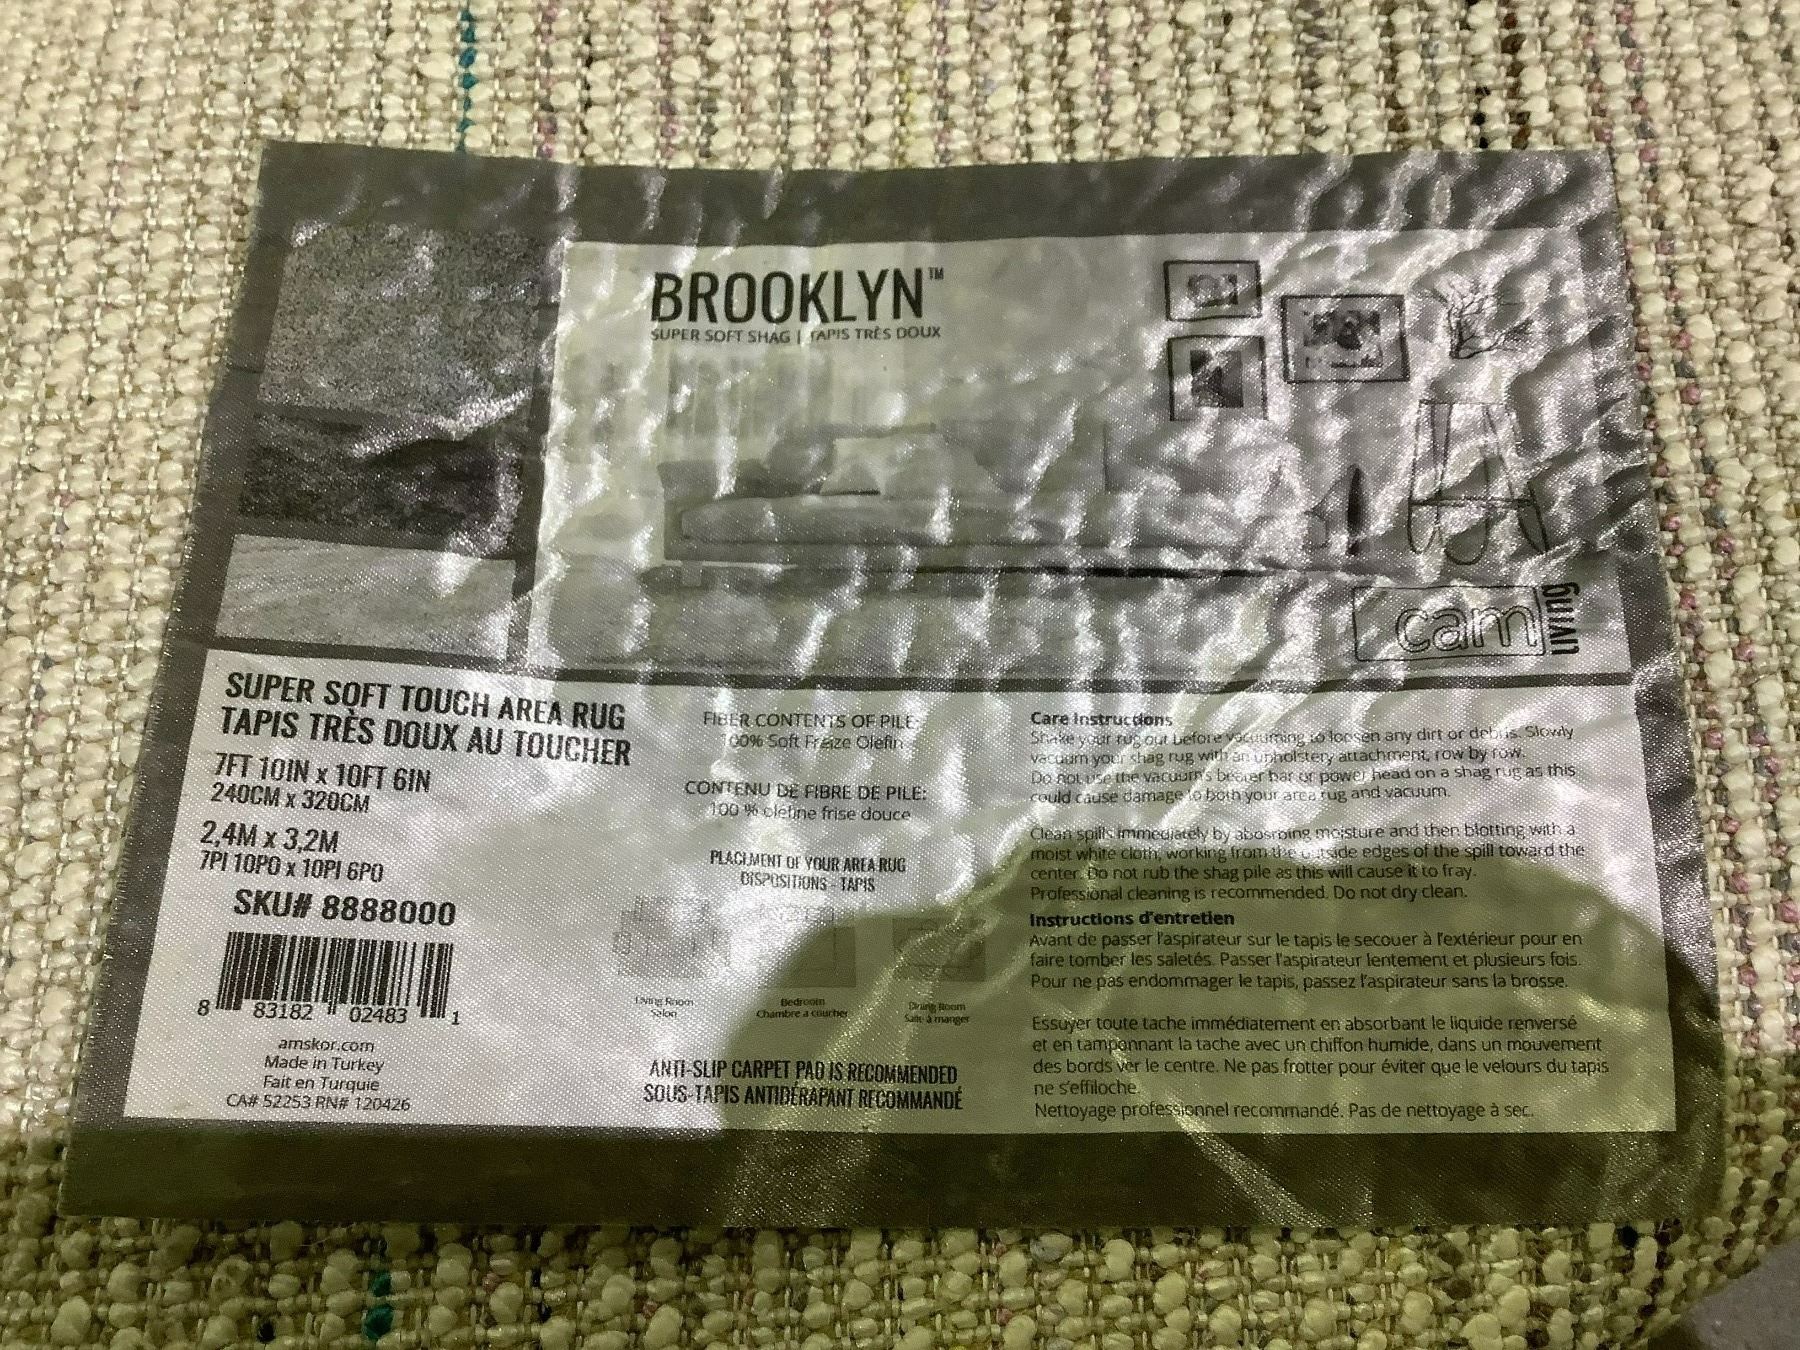 BROOKLYN™
SUPER SOFT SHAG | TAPIS TRÈS DOUX
cam living
SUPER SOFT TOUCH AREA RUG
TAPIS TRÈS DOUX AU TOUCHER
7FT 10IN x 10FT 6IN
240CM x 320CM
2,4M x 3,2M
7PI 10PO x 10PI 6PO
SKU# 8888000
8 83182 02483 1
amskor.com
Made in Turkey
Fait en Turquie
CA# 52253 RN# 120426
FIBER CONTENTS OF PILE:
100% Soft Freize Olefin
CONTENU DE FIBRE DE PILE:
100 % oléfine frise douce
PLACEMENT OF YOUR AREA RUG
DISPOSITIONS - TAPIS
Living Room
Salon
Bedroom
Chambre a coucher
Dining Room
Salle à manger
ANTI-SLIP CARPET PAD IS RECOMMENDED
SOUS-TAPIS ANTIDÉRAPANT RECOMMANDÉ
Care Instructions
Shake your rug out before vacuuming to loosen any dirt or debris. Slowly
vacuum your shag rug with an upholstery attachment, row by row.
Do not use the vacuum's beater bar or power head on a shag rug as this
could cause damage to both your area rug and vacuum.
Clean spills immediately by abosrbing moisture and then blotting with a
moist white cloth, working from the outside edges of the spill toward the
center. Do not rub the shag pile as this will cause it to fray.
Professional cleaning is recommended. Do not dry clean.
Instructions d'entretien
Avant de passer l'aspirateur sur le tapis le secouer à l'extérieur pour en
faire tomber les saletés. Passer l'aspirateur lentement et plusieurs fois.
Pour ne pas endommager le tapis, passez l'aspirateur sans la brosse.
Essuyer toute tache immédiatement en absorbant le liquide renversé
et en tamponnant la tache avec un chiffon humide, dans un mouvement
des bords ver le centre. Ne pas frotter pour éviter que le velours du tapis
ne s'effiloche.
Nettoyage professionnel recommandé. Pas de nettoyage à sec.